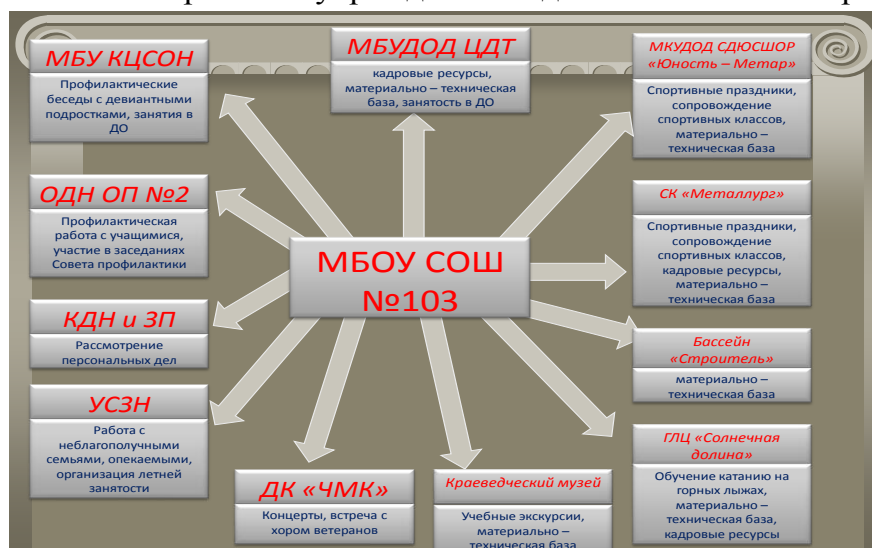 МБУ КЦСОН
Профилактические
беседы с девиантными
подростками, занятия в
ДО
МБУДОД ЦДТ
кадровые ресурсы,
материально – техническая
база, занятость в ДО
МКУДОД СДЮСШОР
«Юность – Метар»
Спортивные праздники,
сопровождение
спортивных классов,
материально –
техническая база
ОДН ОП №2
Профилактическая
работа с учащимися,
участие в заседаниях
Совета профилактики
СК «Металлург»
Спортивные праздники,
сопровождение
спортивных классов,
кадровые ресурсы,
материально –
техническая база
МБОУ СОШ
№103
КДН и ЗП
Рассмотрение
персональных дел
Бассейн
«Строитель»
материально –
техническая база
УСЗН
Работа с
неблагополучными
семьями, опекаемыми,
организация летней
занятости
ГЛЦ «Солнечная
долина»
Обучение катанию на
горных лыжах,
материально –
техническая база,
кадровые ресурсы
ДК «ЧМК»
Концерты, встреча с
хором ветеранов
Краеведческий музей
Учебные экскурсии,
материально –
техническая база